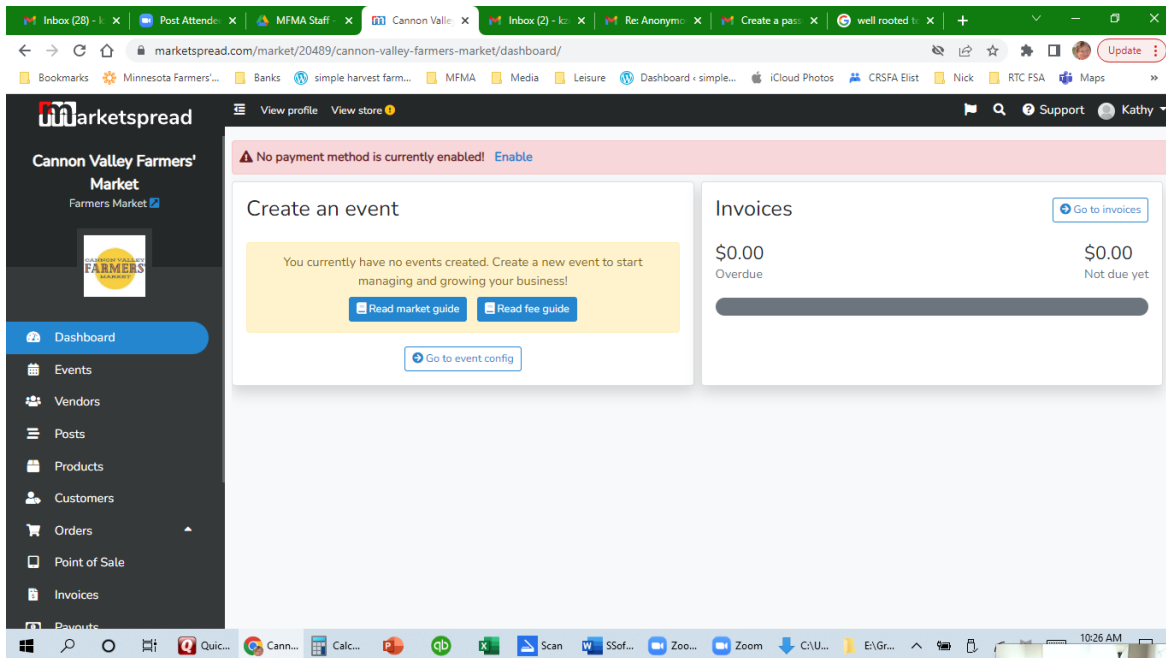 Inbox (28) - k
Post Attende
MFMA Staff -
Cannon Valle
Inbox (2) - kz
Re: Anonymo
Create a pass
well rooted te
marketspread.com/market/20489/cannon-valley-farmers-market/dashboard/
Update
Bookmarks
Minnesota Farmers'...
Banks
simple harvest farm...
MFMA
Media
Leisure
Dashboard ‹ simple...
iCloud Photos
CRSFA Elist
Nick
RTC FSA
Maps
»
marketspread
View profile
View store
Support
Kathy
Cannon Valley Farmers'
Market
Farmers Market
CANNON VALLEY
FARMERS'
MARKET
Dashboard
Events
Vendors
Posts
Products
Customers
Orders
Point of Sale
Invoices
Payouts
No payment method is currently enabled! Enable
Create an event
You currently have no events created. Create a new event to start
managing and growing your business!
Read market guide
Read fee guide
Go to event config
Invoices
Go to invoices
$0.00
Overdue
$0.00
Not due yet
Quic...
Cann...
Calc...
Scan
SSof...
Zoo...
Zoom
C:\U...
E:\Gr...
10:26 AM